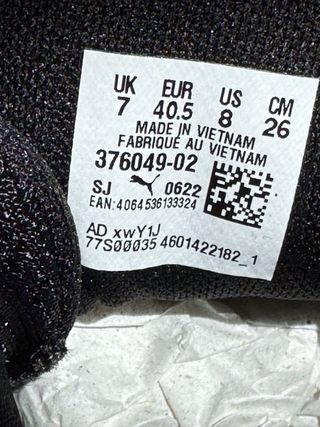 UK EUR US CM
7 40.5 8 26
MADE IN VIETNAM
FABRIQUÉ AU VIETNAM
376049-02
SJ 0622
EAN: 4064536133324
AD xwY1J
77S00035 4601422182_1